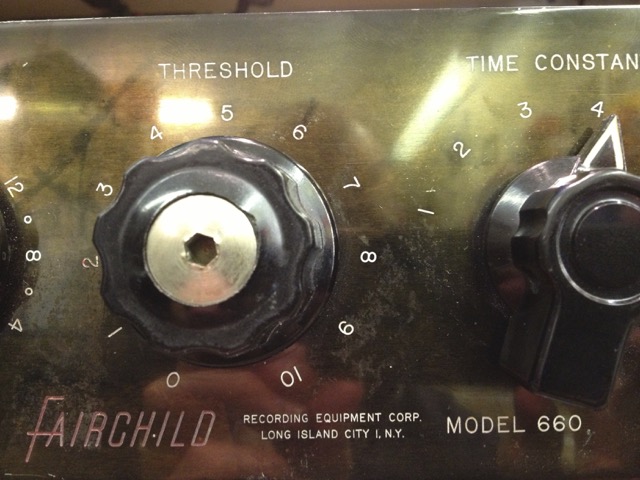 THRESHOLD
TIME CONSTAN
0 1 2 3 4 5 6 7 8 9 10
1 2 3 4
12
8
4
FAIRCHILD
RECORDING EQUIPMENT CORP.
LONG ISLAND CITY 1, N.Y.
MODEL 660